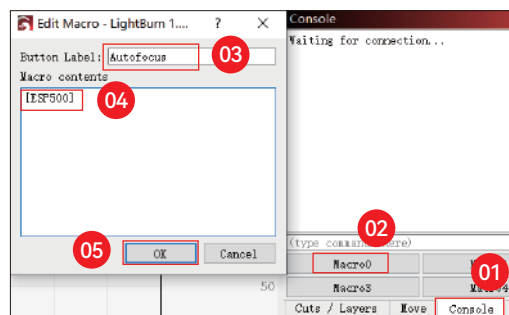 Edit Macro - LightBurn 1.... ? ×
Button Label: Autofocus 03
Macro contents
[ESP500] 04
05 OK Cancel
50
Console
Waiting for connection...
02
(type here)
Macro0
01
Macro3
Cuts / Layers Move Console